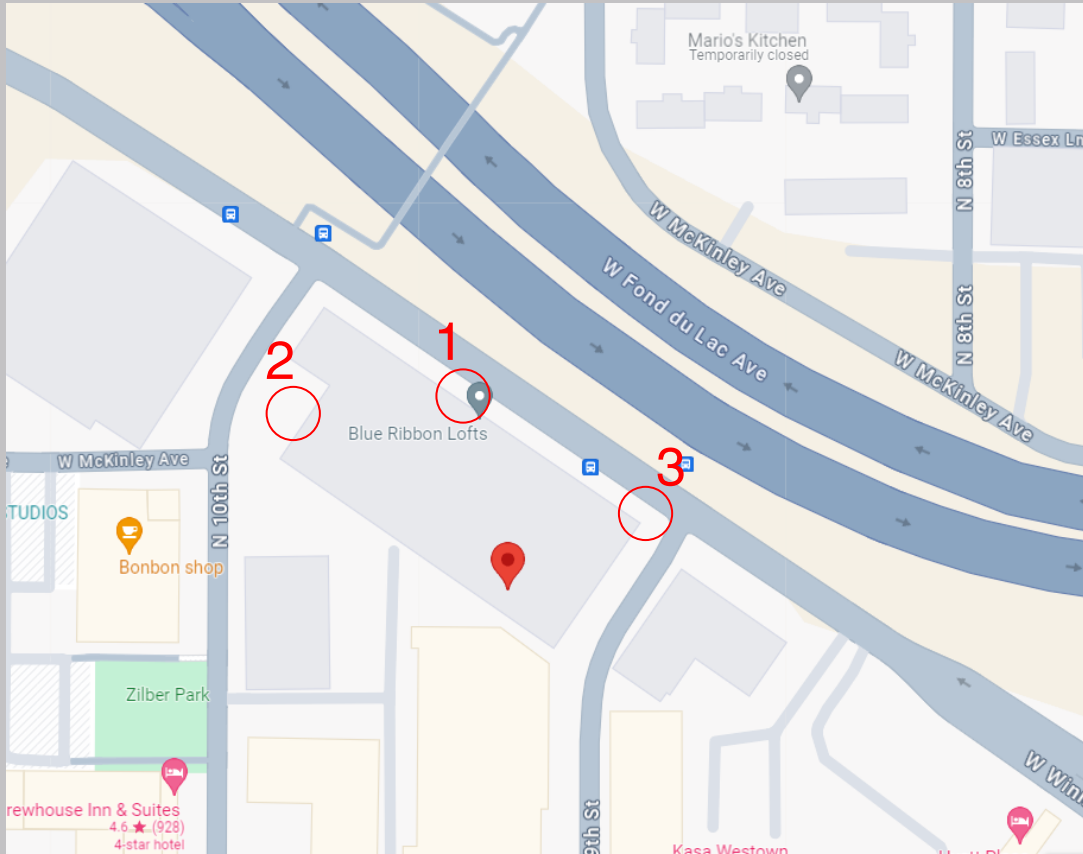 Mario's Kitchen
Temporarily closed
N 8th St
W Essex Ln
W McKinley Ave
W Fond du Lac Ave
N 8th St
W McKinley Ave
1
2
Blue Ribbon Lofts
3
W McKinley Ave
N 10th St
STUDIOS
Bonbon shop
Zilber Park
rewhouse Inn & Suites
4.6 ★ (928)
4-star hotel
9th St
Kasa Westown
W Winn